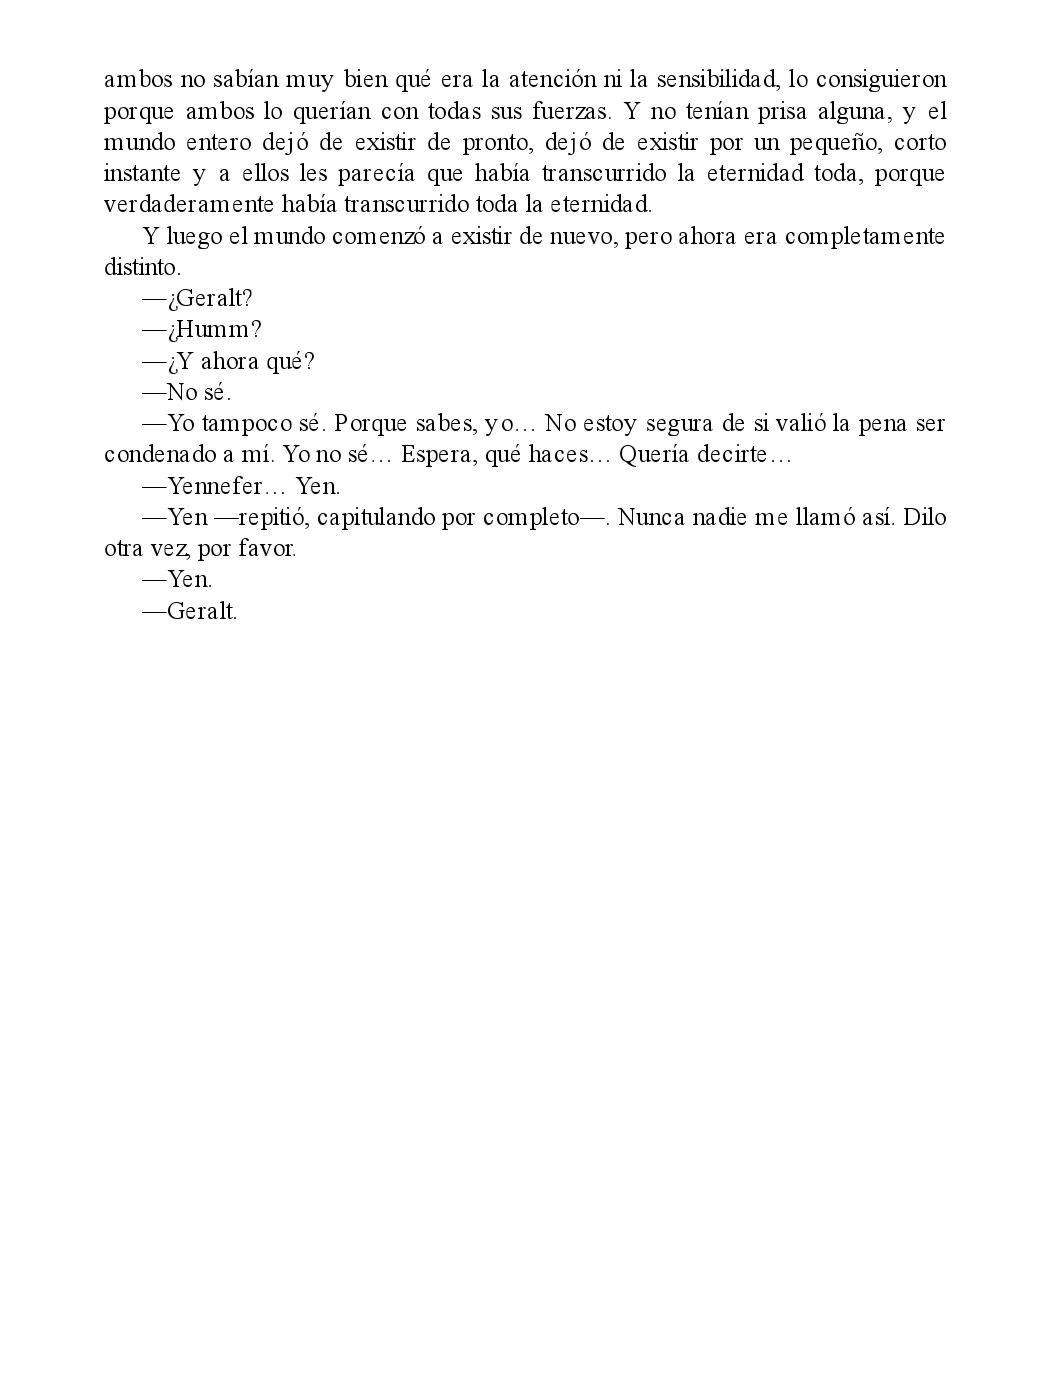 ambos no sabían muy bien qué era la atención ni la sensibilidad, lo consiguieron
porque ambos lo querían con todas sus fuerzas. Y no tenían prisa alguna, y el
mundo entero dejó de existir de pronto, dejó de existir por un pequeño, corto
instante y a ellos les parecía que había transcurrido la eternidad toda, porque
verdaderamente había transcurrido toda la eternidad.
Y luego el mundo comenzó a existir de nuevo, pero ahora era completamente
distinto.
—¿Geralt?
—¿Humm?
—¿Y ahora qué?
—No sé.
—Yo tampoco sé. Porque sabes, yo… No estoy segura de si valió la pena ser
condenado a mí. Yo no sé… Espera, qué haces… Quería decirte…
—Yennefer… Yen.
—Yen —repitió, capitulando por completo—. Nunca nadie me llamó así. Dilo
otra vez, por favor.
—Yen.
—Geralt.